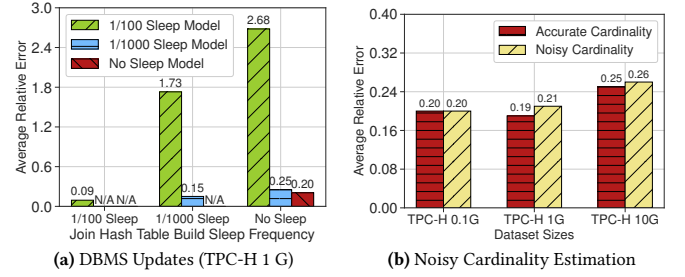 3.0
2.4
1.8
1.2
0.6
0.0
Average Relative Error
1/100 Sleep Model
1/1000 Sleep Model
No Sleep Model
0.09
N/A N/A
1.73
0.15
N/A
2.68
0.25
0.20
1/100 Sleep
1/1000 Sleep
No Sleep
Join Hash Table Build Sleep Frequency
(a) DBMS Updates (TPC-H 1 G)
0.40
0.32
0.24
0.16
0.08
0.00
Average Relative Error
Accurate Cardinality
Noisy Cardinality
0.20
0.20
0.19
0.21
0.25
0.26
TPC-H 0.1G
TPC-H 1G
TPC-H 10G
Dataset Sizes
(b) Noisy Cardinality Estimation